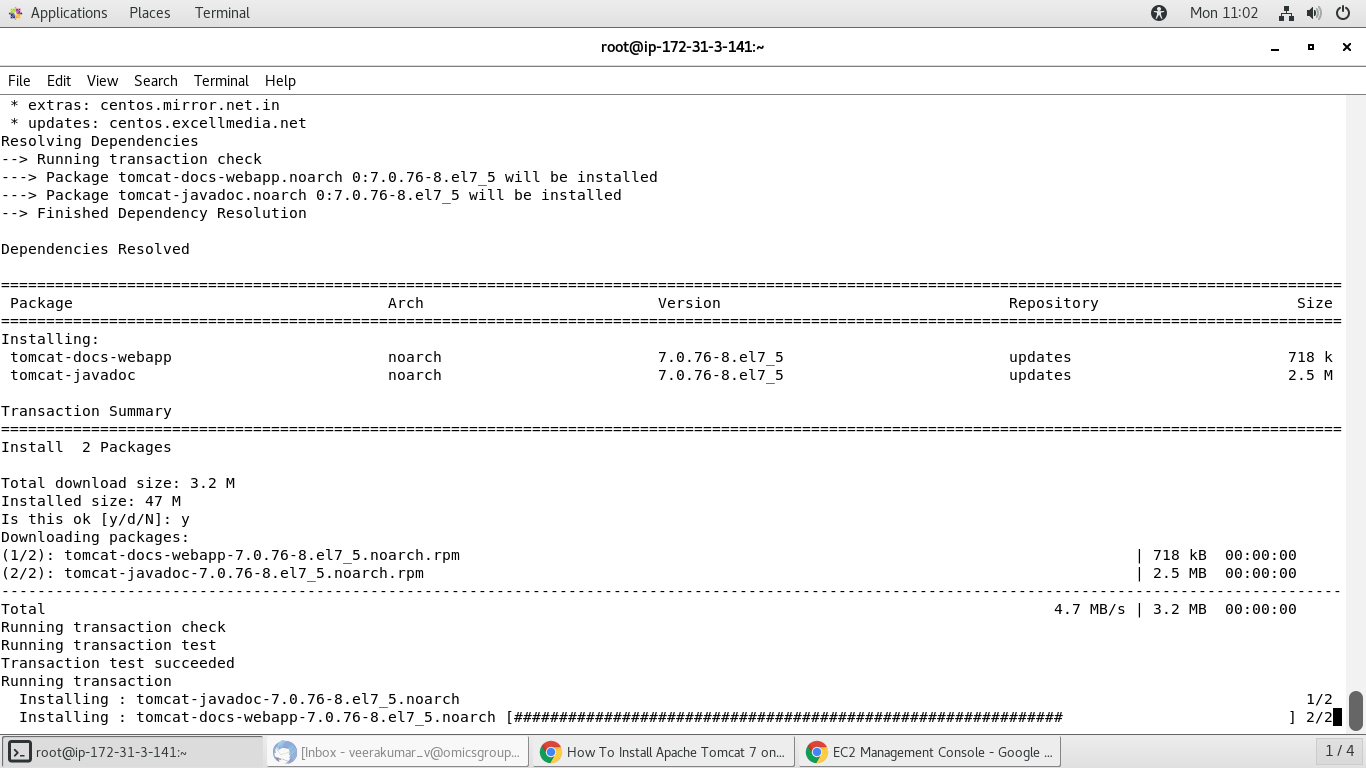 Applications Places Terminal Mon 11:02
root@ip-172-31-3-141:~
File Edit View Search Terminal Help
* extras: centos.mirror.net.in
* updates: centos.excellmedia.net
Resolving Dependencies
--> Running transaction check
---> Package tomcat-docs-webapp.noarch 0:7.0.76-8.el7_5 will be installed
---> Package tomcat-javadoc.noarch 0:7.0.76-8.el7_5 will be installed
--> Finished Dependency Resolution
Dependencies Resolved
================================================================================
Package Arch Version Repository Size
================================================================================
Installing:
tomcat-docs-webapp noarch 7.0.76-8.el7_5 updates 718 k
tomcat-javadoc noarch 7.0.76-8.el7_5 updates 2.5 M
Transaction Summary
================================================================================
Install  2 Packages
Total download size: 3.2 M
Installed size: 47 M
Is this ok [y/d/N]: y
Downloading packages:
(1/2): tomcat-docs-webapp-7.0.76-8.el7_5.noarch.rpm | 718 kB  00:00:00
(2/2): tomcat-javadoc-7.0.76-8.el7_5.noarch.rpm | 2.5 MB  00:00:00
--------------------------------------------------------------------------------
Total 4.7 MB/s | 3.2 MB  00:00:00
Running transaction check
Running transaction test
Transaction test succeeded
Running transaction
Installing : tomcat-javadoc-7.0.76-8.el7_5.noarch 1/2
Installing : tomcat-docs-webapp-7.0.76-8.el7_5.noarch [############################################################# ] 2/2
root@ip-172-31-3-141:~ [Inbox - veerakumar_v@omicsgroup... How To Install Apache Tomcat 7 on... EC2 Management Console - Google ... 1 / 4